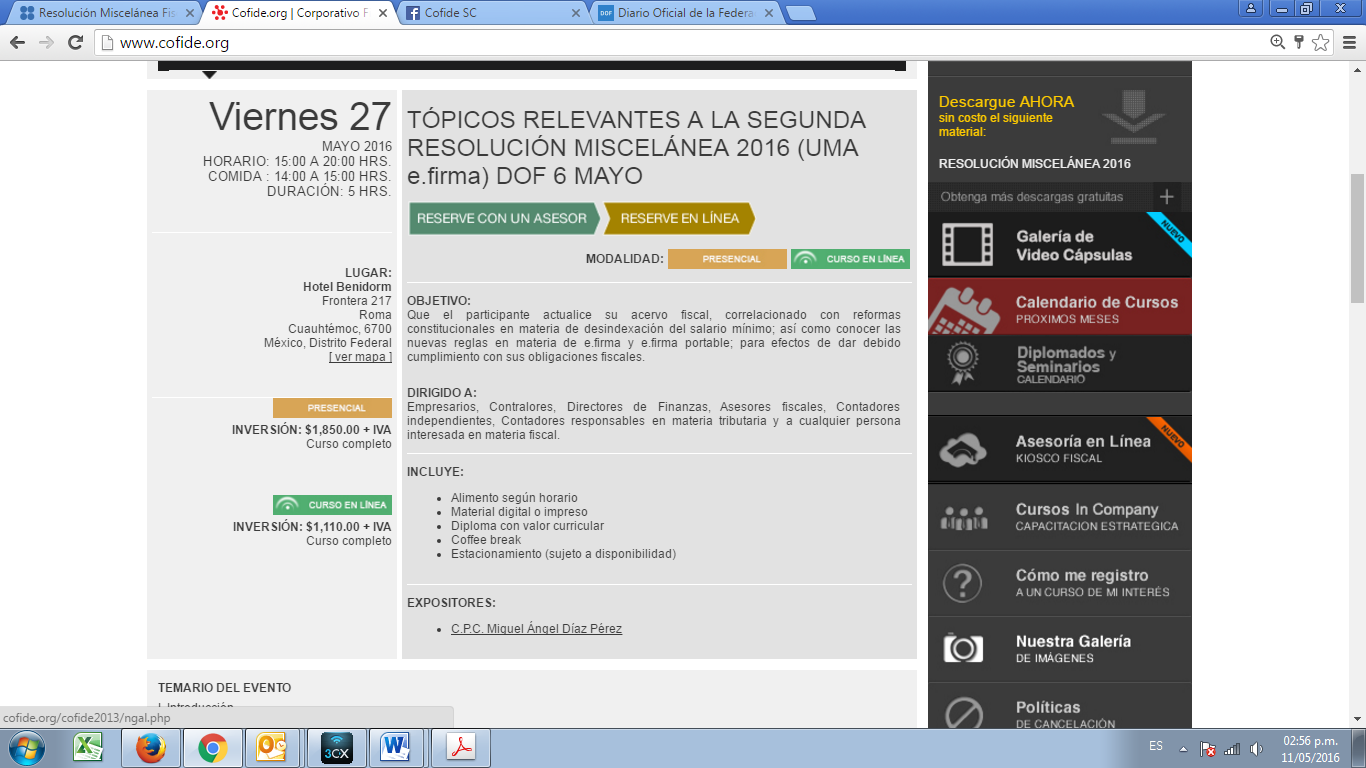 Resolución Miscelánea Fis
Cofide.org | Corporativo F
Cofide SC
DOF
Diario Oficial de la Federa
www.cofide.org
Viernes 27
MAYO 2016
HORARIO: 15:00 A 20:00 HRS.
COMIDA : 14:00 A 15:00 HRS.
DURACIÓN: 5 HRS.
LUGAR:
Hotel Benidorm
Frontera 217
Roma
Cuauhtémoc, 6700
México, Distrito Federal
[ ver mapa ]
PRESENCIAL
INVERSIÓN: $1,850.00 + IVA
Curso completo
CURSO EN LÍNEA
INVERSIÓN: $1,110.00 + IVA
Curso completo
TÓPICOS RELEVANTES A LA SEGUNDA
RESOLUCIÓN MISCELÁNEA 2016 (UMA
e.firma) DOF 6 MAYO
RESERVE CON UN ASESOR
RESERVE EN LÍNEA
MODALIDAD: PRESENCIAL CURSO EN LÍNEA
OBJETIVO:
Que el participante actualice su acervo fiscal, correlacionado con reformas
constitucionales en materia de desindexación del salario mínimo; así como conocer las
nuevas reglas en materia de e.firma y e.firma portable; para efectos de dar debido
cumplimiento con sus obligaciones fiscales.
DIRIGIDO A:
Empresarios, Contralores, Directores de Finanzas, Asesores fiscales, Contadores
independientes, Contadores responsables en materia tributaria y a cualquier persona
interesada en materia fiscal.
INCLUYE:
• Alimento según horario
• Material digital o impreso
• Diploma con valor curricular
• Coffee break
• Estacionamiento (sujeto a disponibilidad)
EXPOSITORES:
• C.P.C. Miguel Ángel Díaz Pérez
TEMARIO DEL EVENTO
I. Introducción
Descargue AHORA
sin costo el siguiente
material:
RESOLUCIÓN MISCELÁNEA 2016
Obtenga más descargas gratuitas
NUEVO
Galería de
Video Cápsulas
Calendario de Cursos
PROXIMOS MESES
Diplomados y
Seminarios
CALENDARIO
NUEVO
Asesoría en Línea
KIOSCO FISCAL
Cursos In Company
CAPACITACION ESTRATEGICA
Cómo me registro
A UN CURSO DE MI INTERÉS
Nuestra Galería
DE IMÁGENES
Políticas
DE CANCELACIÓN
cofide.org/cofide2013/ngal.php
3CX
ES
02:56 p.m.
11/05/2016